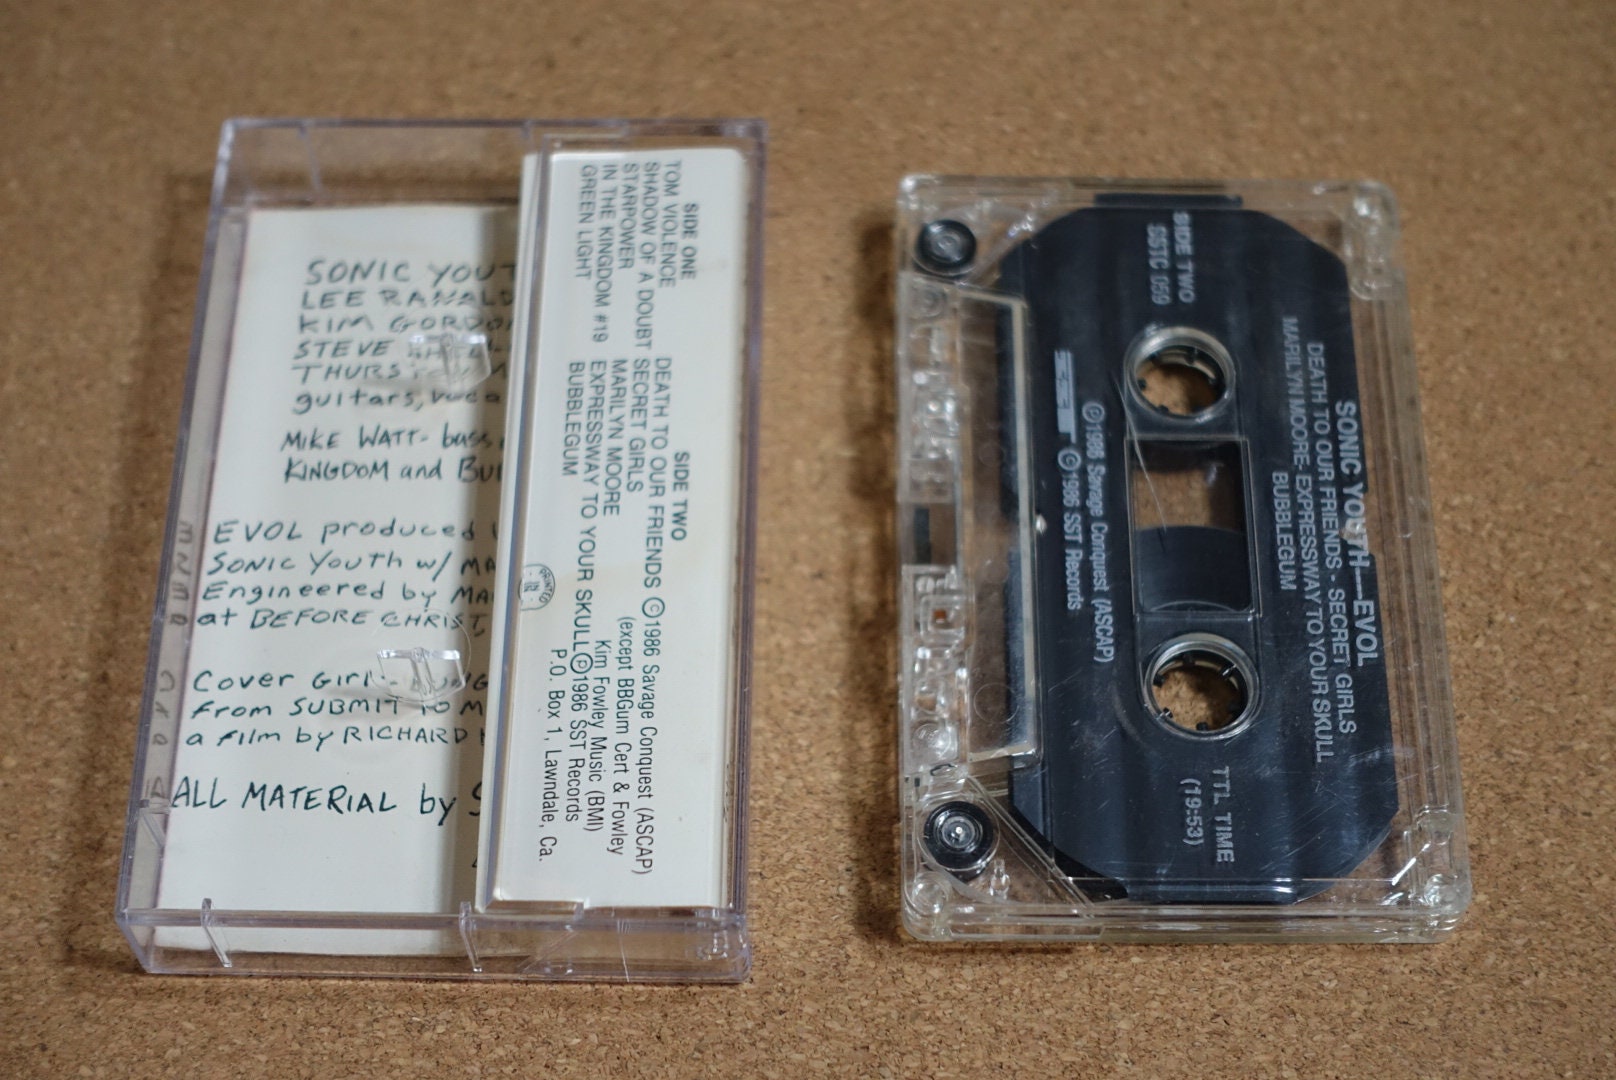 SONIC YOUT
LEE RANALD
KIM GORDO
STEVE
THURS
guitars,
MIKE WATT- bass,
KINGDOM and BU
EVOL produced
SONIC YOUTH w/ MA
Engineered by MA
at BEFORE CHRIST,
COVER GIRL-
From SUBMIT TO M
a film by RICHARD
ALL MATERIAL by S
SIDE ONE
TOM VIOLENCE
SHADOW OF A DOUBT
STARPOWER
IN THE KINGDOM #19
GREEN LIGHT
SIDE TWO
DEATH TO OUR FRIENDS
SECRET GIRLS
MARILYN MOORE
EXPRESSWAY TO YOUR SKULL
BUBBLEGUM
©1986 Savage Conquest (ASCAP)
(except BBGum Cert & Fowley
Kim Fowley Music (BMI)
℗1986 SST Records
P.O. Box 1, Lawndale, Ca.
SONIC YOUTH—EVOL
DEATH TO OUR FRIENDS - SECRET GIRLS
MARILYN MOORE- EXPRESSWAY TO YOUR SKULL
BUBBLEGUM
SIDE TWO
SSTC 059
TTL TIME
(19:53)
©1986 Savage Conquest (ASCAP)
℗1986 SST Records